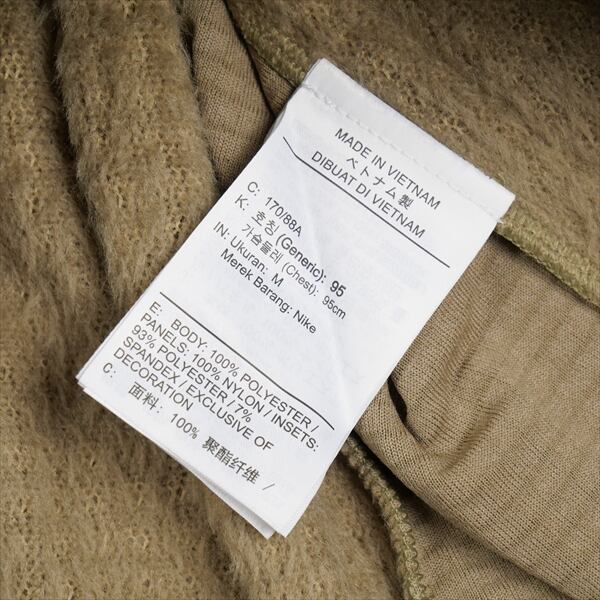 MADE IN VIETNAM
ベトナム製
DIBUAT DI VIETNAM
C: 170/88A
K: 호칭 (Generic): 95
가슴둘레 (Chest): 95cm
IN: Ukuran: M
Merek Barang: Nike
E: BODY: 100% POLYESTER /
PANELS: 100% NYLON / INSETS:
93% POLYESTER / 7%
SPANDEX / EXCLUSIVE OF
DECORATION
C: 面料: 100% 聚酯纤维 /